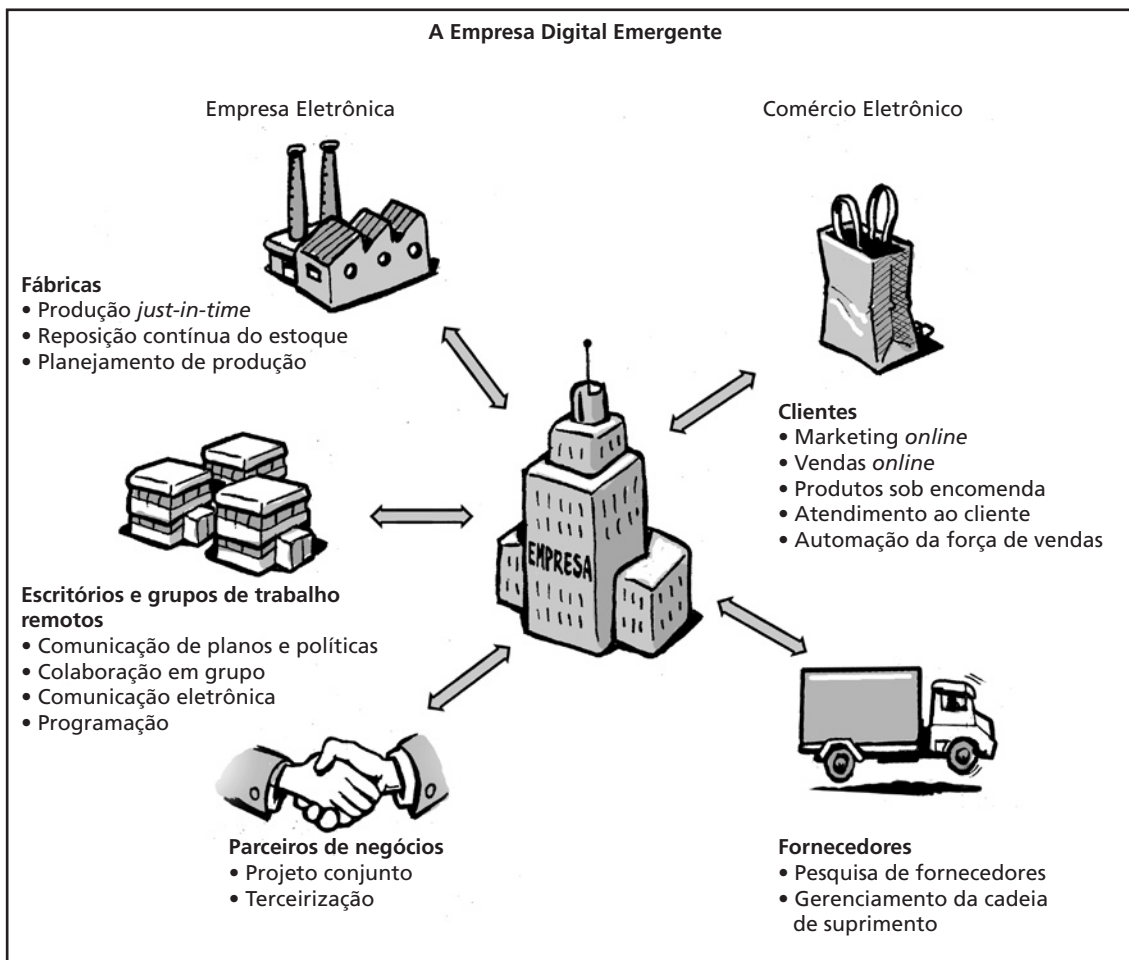 A Empresa Digital Emergente
Empresa Eletrônica
Comércio Eletrônico
Fábricas
• Produção just-in-time
• Reposição contínua do estoque
• Planejamento de produção
Clientes
• Marketing online
• Vendas online
• Produtos sob encomenda
• Atendimento ao cliente
• Automação da força de vendas
EMPRESA
Escritórios e grupos de trabalho
remotos
• Comunicação de planos e políticas
• Colaboração em grupo
• Comunicação eletrônica
• Programação
Parceiros de negócios
• Projeto conjunto
• Terceirização
Fornecedores
• Pesquisa de fornecedores
• Gerenciamento da cadeia
de suprimento